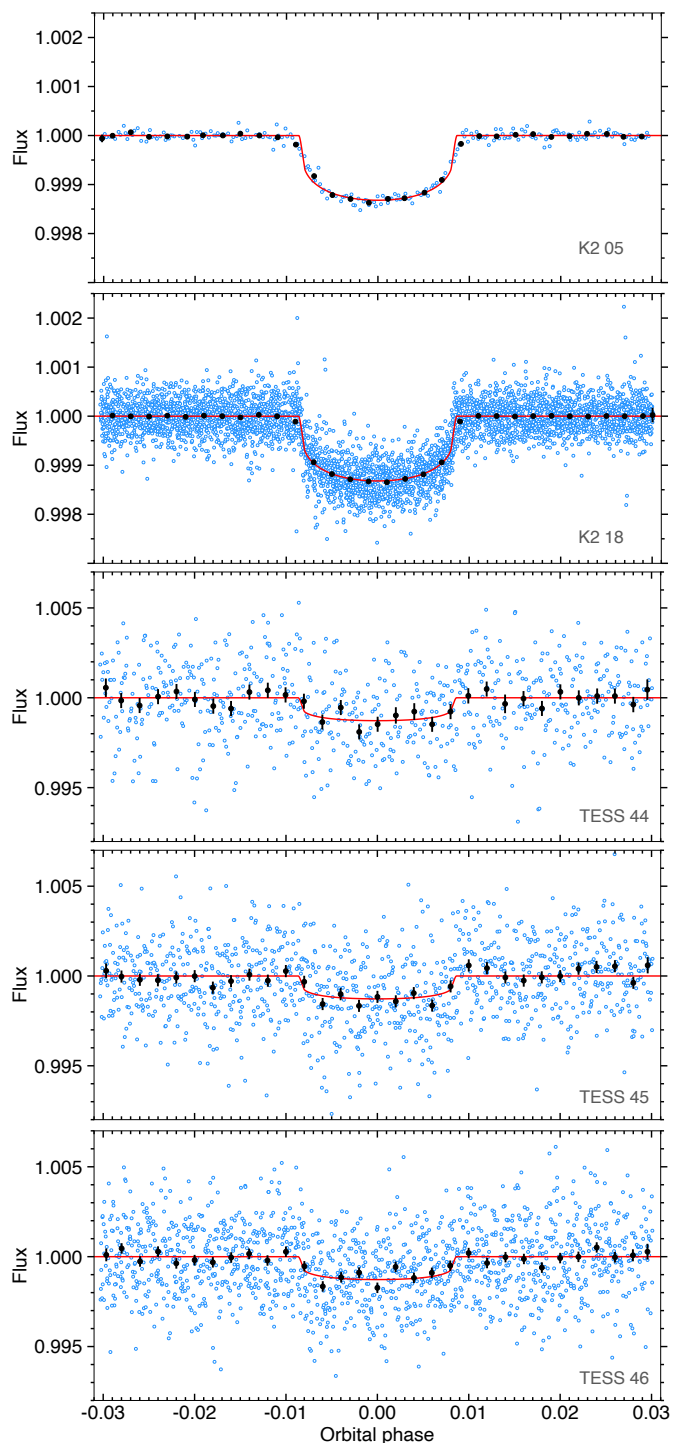 1.002
1.001
1.000
0.999
0.998
Flux
K2 05
1.002
1.001
1.000
0.999
0.998
Flux
K2 18
1.005
1.000
0.995
Flux
TESS 44
1.005
1.000
0.995
Flux
TESS 45
1.005
1.000
0.995
Flux
TESS 46
-0.03 -0.02 -0.01 0.00 0.01 0.02 0.03
Orbital phase